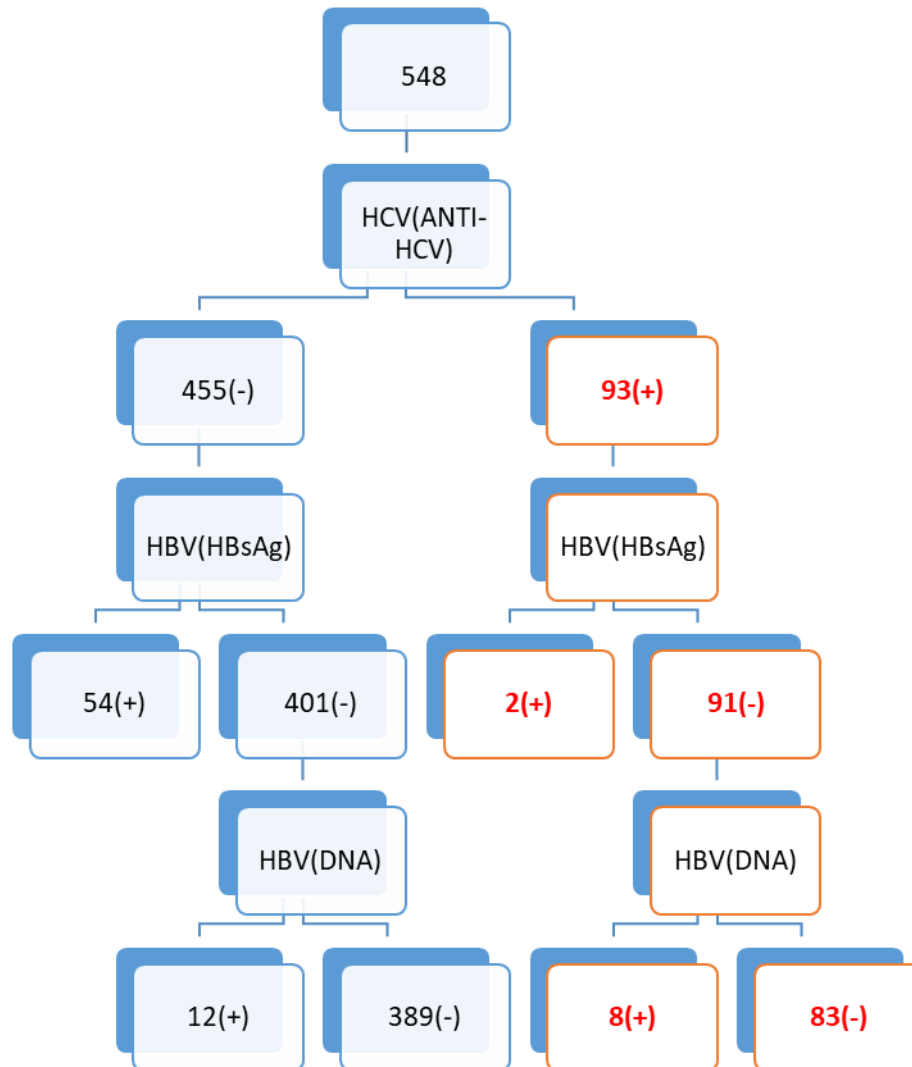 548
HCV(ANTI-
HCV)
455(-)
93(+)
HBV(HBsAg)
HBV(HBsAg)
54(+)
401(-)
2(+)
91(-)
HBV(DNA)
HBV(DNA)
12(+)
389(-)
8(+)
83(-)